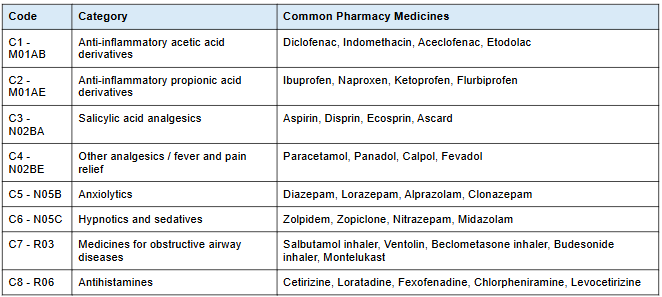 Code Category Common Pharmacy Medicines
C1 - Anti-inflammatory acetic acid Diclofenac, Indomethacin, Aceclofenac, Etodolac
M01AB derivatives
C2 - Anti-inflammatory propionic acid Ibuprofen, Naproxen, Ketoprofen, Flurbiprofen
M01AE derivatives
C3 - Salicylic acid analgesics Aspirin, Disprin, Ecosprin, Ascard
N02BA
C4 - Other analgesics / fever and pain Paracetamol, Panadol, Calpol, Fevadol
N02BE relief
C5 - N05B Anxiolytics Diazepam, Lorazepam, Alprazolam, Clonazepam
C6 - N05C Hypnotics and sedatives Zolpidem, Zopiclone, Nitrazepam, Midazolam
C7 - R03 Medicines for obstructive airway Salbutamol inhaler, Ventolin, Beclometasone inhaler, Budesonide
diseases inhaler, Montelukast
C8 - R06 Antihistamines Cetirizine, Loratadine, Fexofenadine, Chlorpheniramine, Levocetirizine